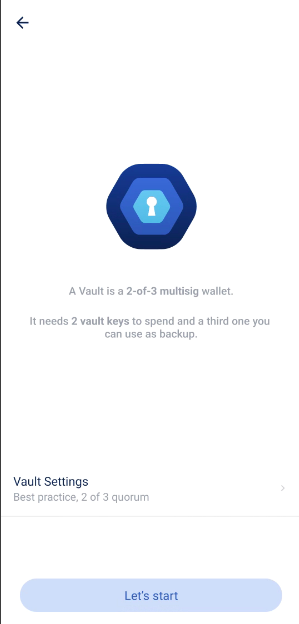 A Vault is a 2-of-3 multisig wallet.
It needs 2 vault keys to spend and a third one you
can use as backup.
Vault Settings
Best practice, 2 of 3 quorum
Let's start